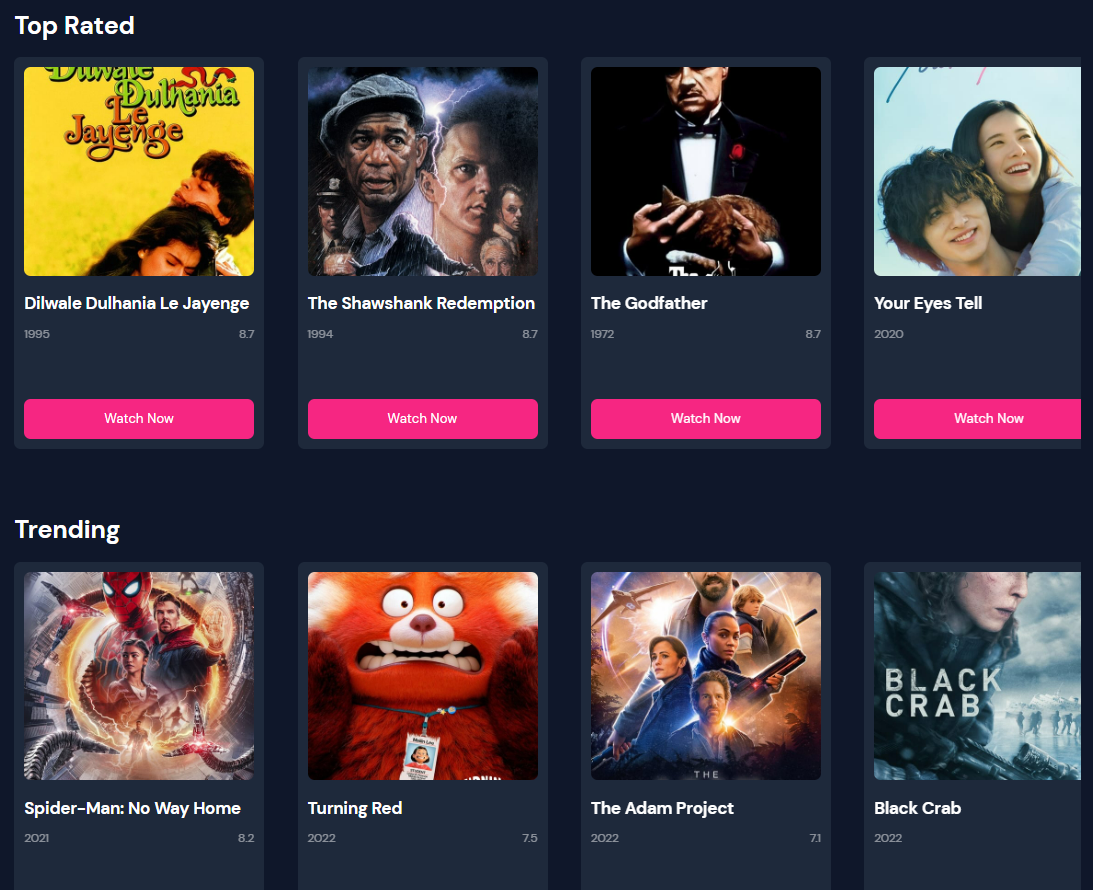 Top Rated
Dilwale
Dulhania
Le
Jayenge
The
Dilwale Dulhania Le Jayenge
The Shawshank Redemption
The Godfather
Your Eyes Tell
1995 8.7
1994 8.7
1972 8.7
2020
Watch Now
Watch Now
Watch Now
Watch Now
Trending
BLACK
CRAB
THE
Spider-Man: No Way Home
Turning Red
The Adam Project
Black Crab
2021 8.2
2022 7.5
2022 7.1
2022